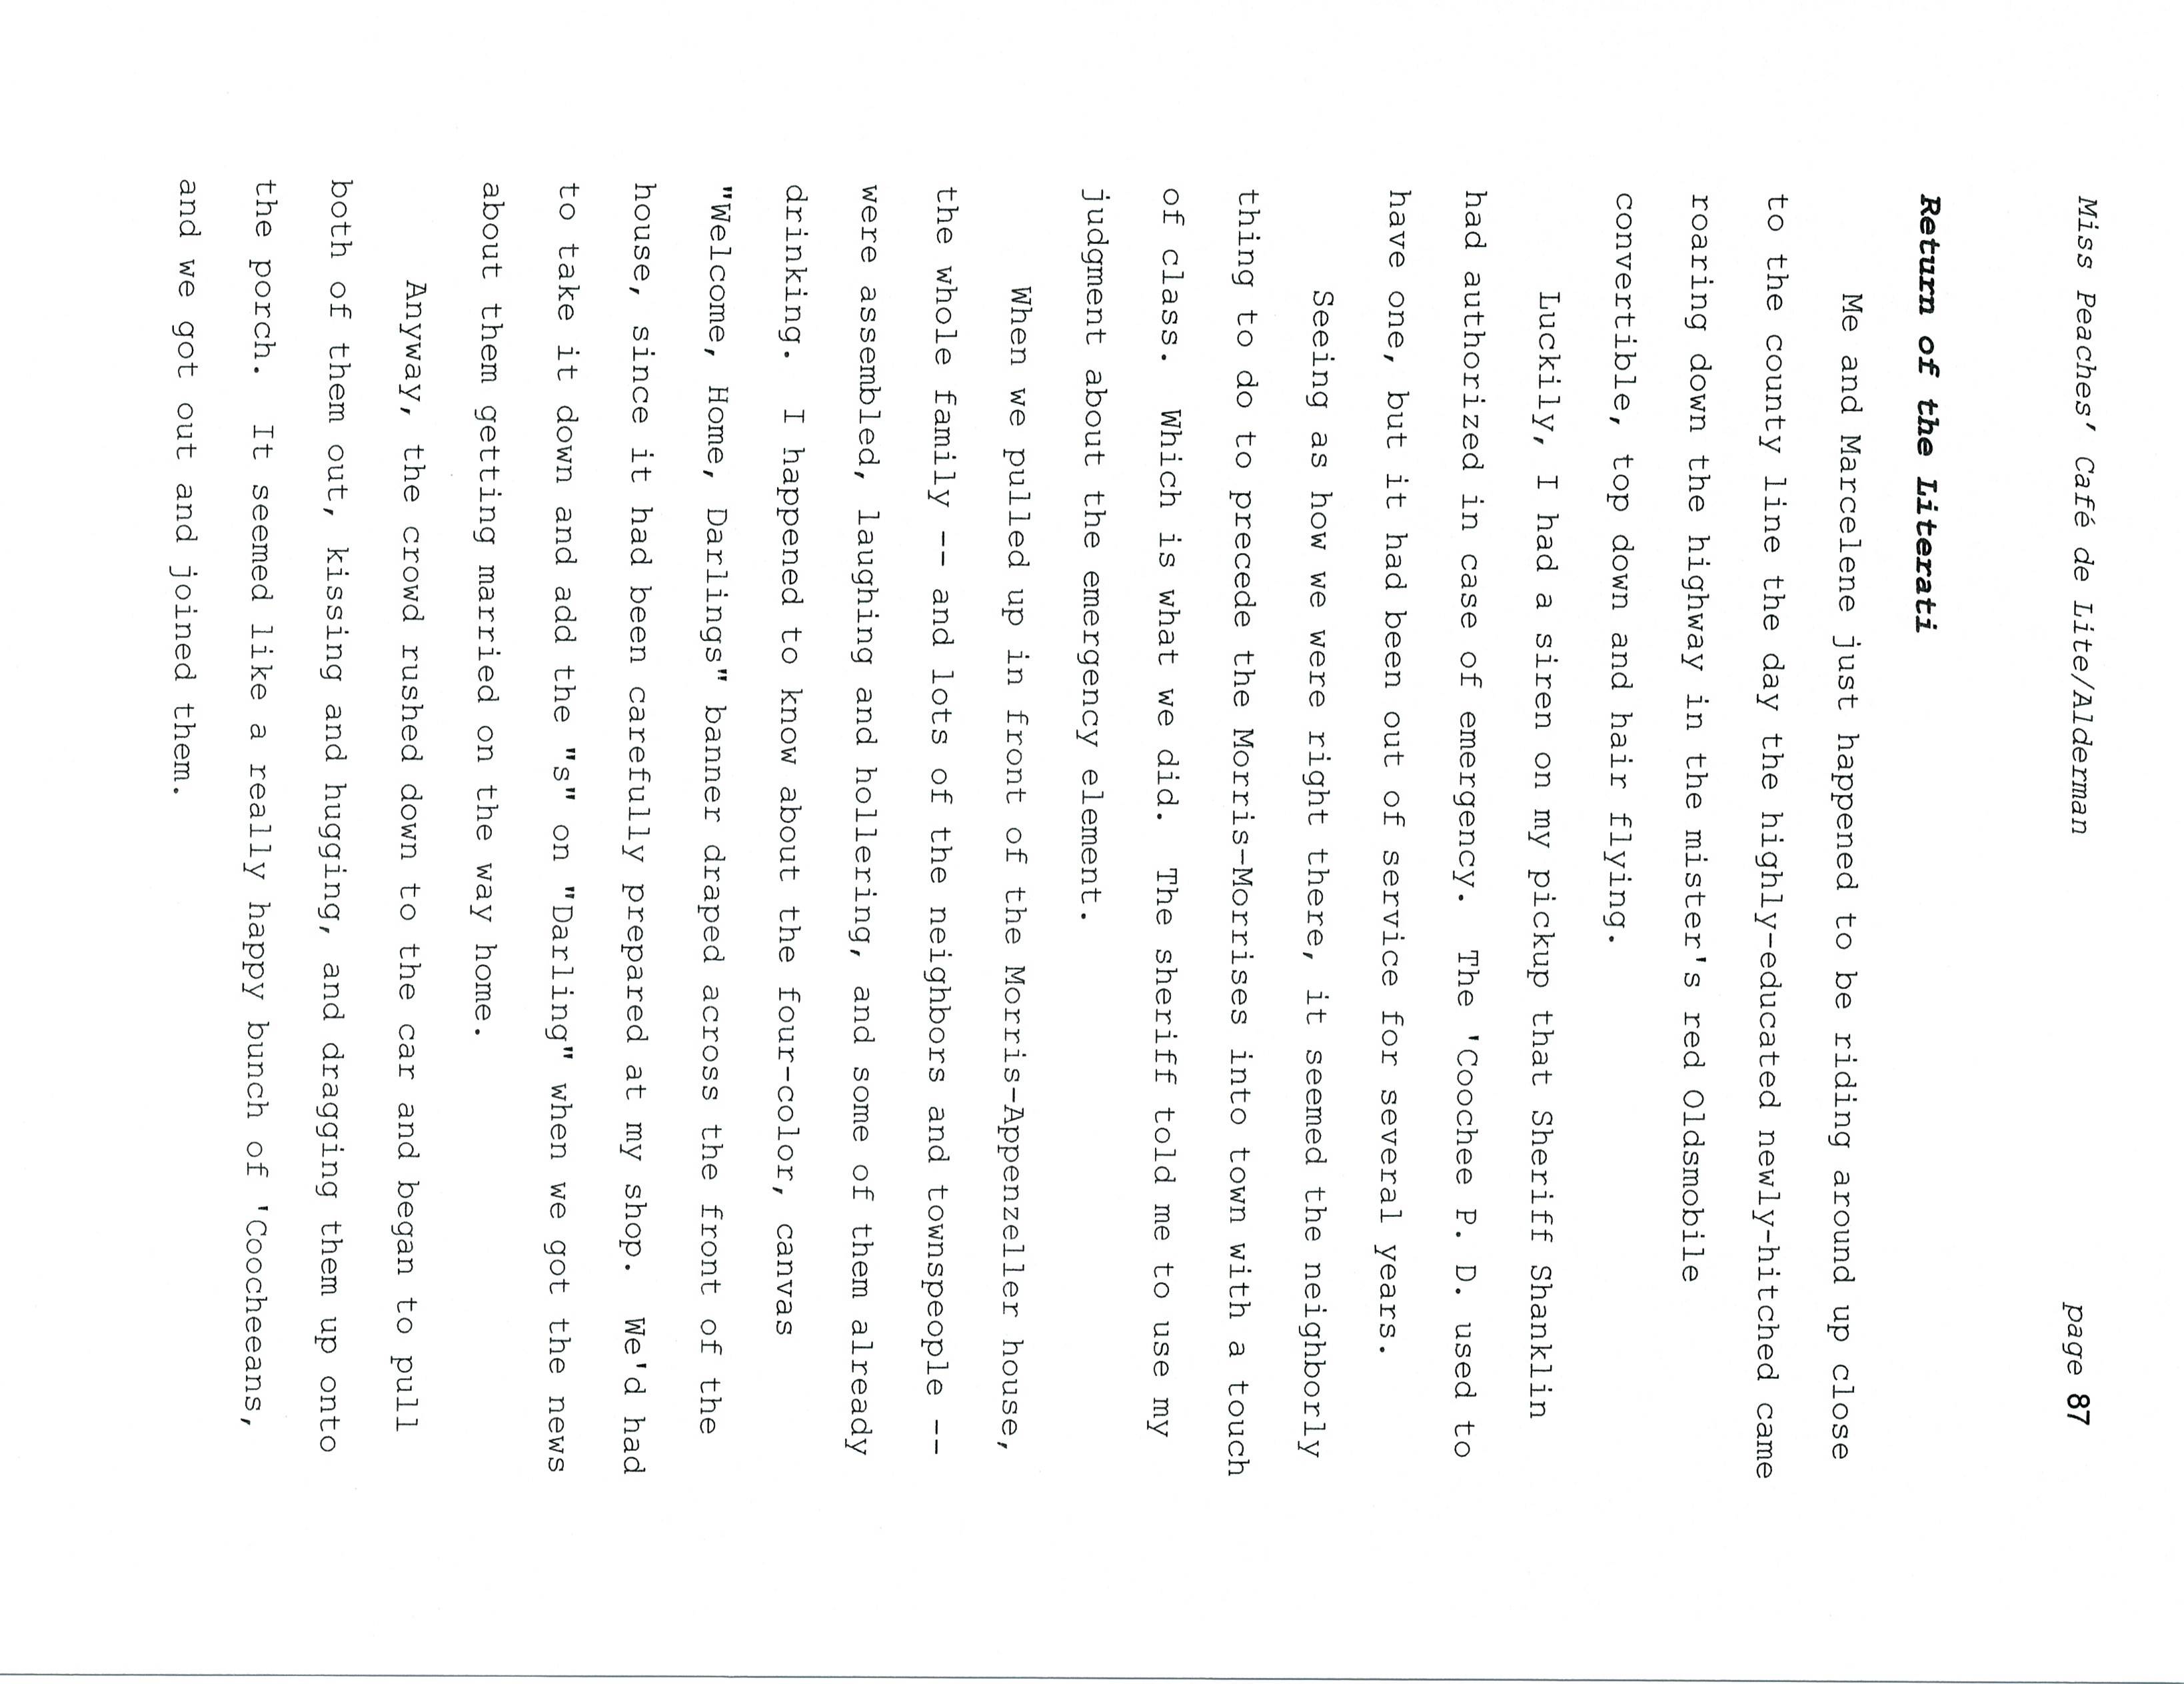 Miss Peaches' Café de Lite/Alderman page 87
Return of the Literati
Me and Marcelene just happened to be riding around up close
to the county line the day the highly-educated newly-hitched came
roaring down the highway in the mister's red Oldsmobile
convertible, top down and hair flying.
Luckily, I had a siren on my pickup that Sheriff Shanklin
had authorized in case of emergency.  The 'Coochee P. D. used to
have one, but it had been out of service for several years.
Seeing as how we were right there, it seemed the neighborly
thing to do to precede the Morris-Morrises into town with a touch
of class.  Which is what we did.  The sheriff told me to use my
judgment about the emergency element.
When we pulled up in front of the Morris-Appenzeller house,
the whole family -- and lots of the neighbors and townspeople --
were assembled, laughing and hollering, and some of them already
drinking.  I happened to know about the four-color, canvas
"Welcome, Home, Darlings" banner draped across the front of the
house, since it had been carefully prepared at my shop.  We'd had
to take it down and add the "s" on "Darling" when we got the news
about them getting married on the way home.
Anyway, the crowd rushed down to the car and began to pull
both of them out, kissing and hugging, and dragging them up onto
the porch.  It seemed like a really happy bunch of 'Coocheeans,
and we got out and joined them.